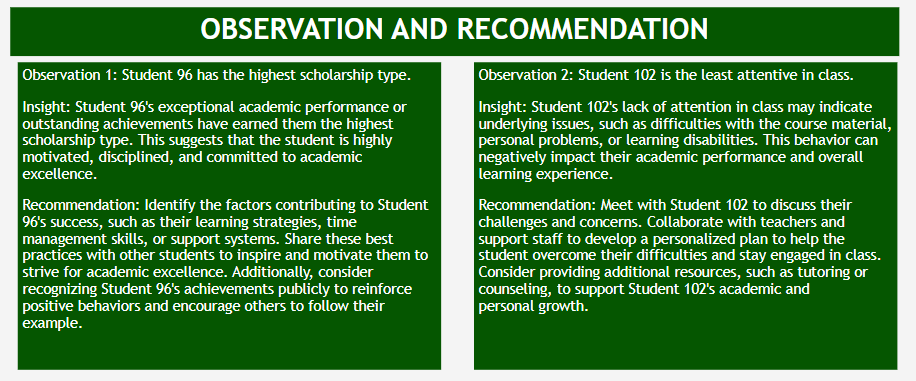 OBSERVATION AND RECOMMENDATION
Observation 1: Student 96 has the highest scholarship type.
Insight: Student 96's exceptional academic performance or
outstanding achievements have earned them the highest
scholarship type. This suggests that the student is highly
motivated, disciplined, and committed to academic
excellence.
Recommendation: Identify the factors contributing to Student
96's success, such as their learning strategies, time
management skills, or support systems. Share these best
practices with other students to inspire and motivate them to
strive for academic excellence. Additionally, consider
recognizing Student 96's achievements publicly to reinforce
positive behaviors and encourage others to follow their
example.
Observation 2: Student 102 is the least attentive in class.
Insight: Student 102's lack of attention in class may indicate
underlying issues, such as difficulties with the course material,
personal problems, or learning disabilities. This behavior can
negatively impact their academic performance and overall
learning experience.
Recommendation: Meet with Student 102 to discuss their
challenges and concerns. Collaborate with teachers and
support staff to develop a personalized plan to help the
student overcome their difficulties and stay engaged in class.
Consider providing additional resources, such as tutoring or
counseling, to support Student 102's academic and
personal growth.